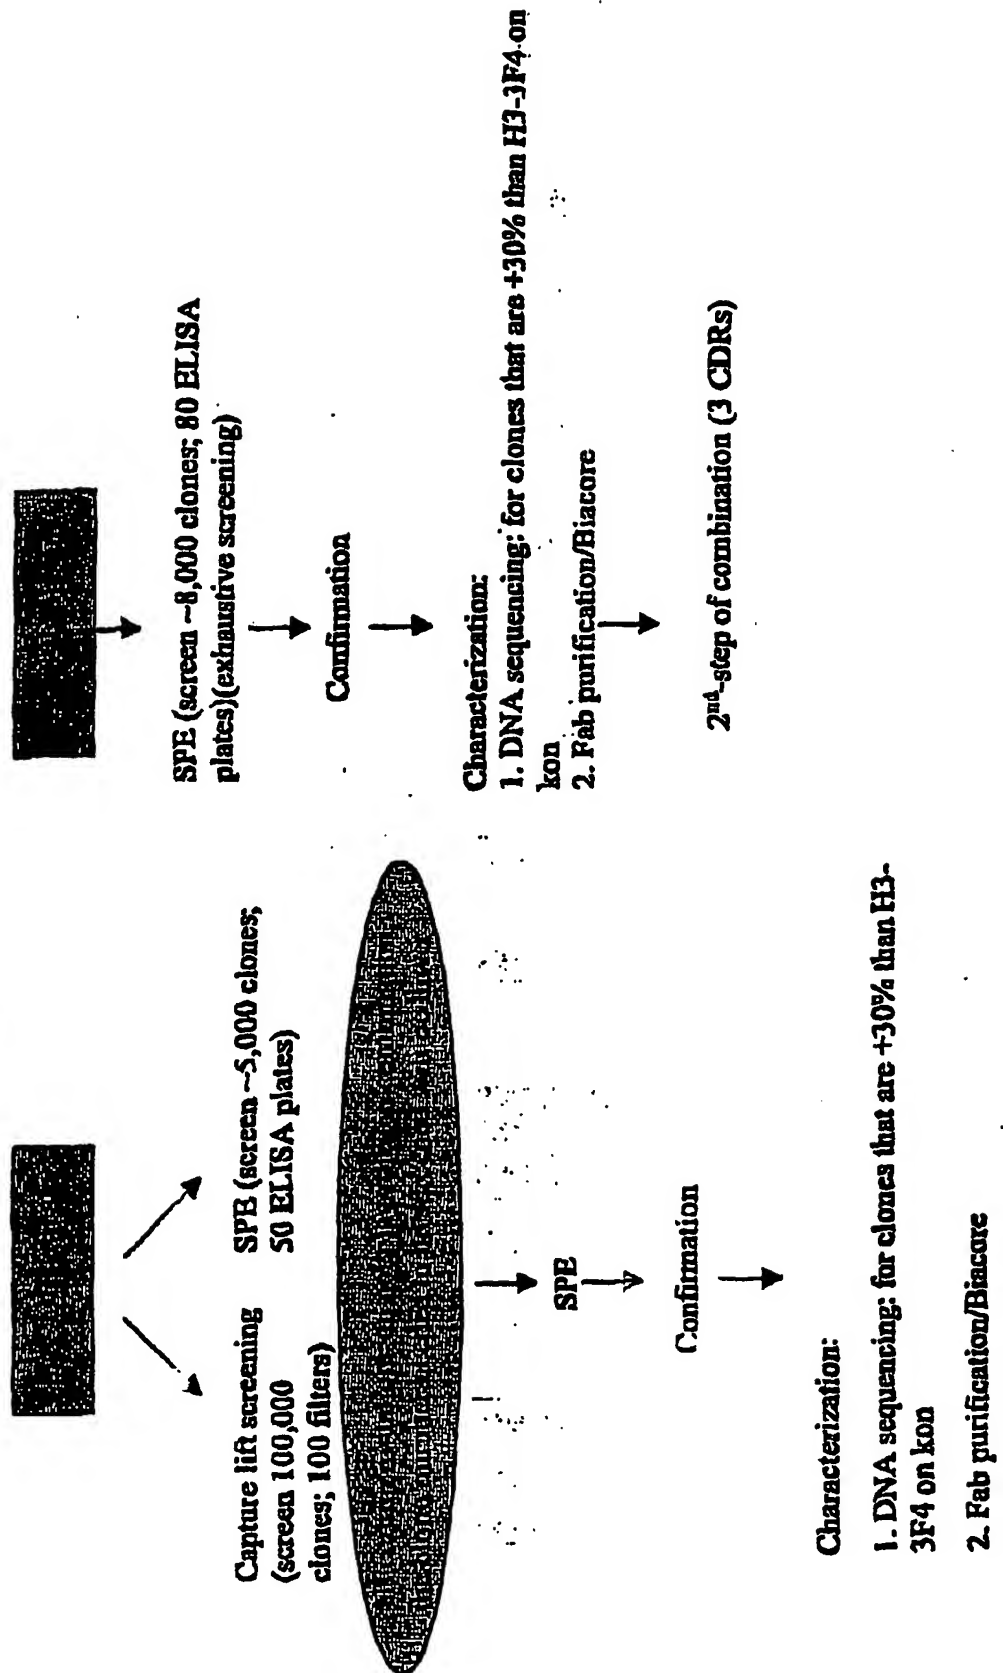 Capture lift screening
(screen 100,000
clones; 100 filters)
SPE (screen ~5,000 clones;
50 ELISA plates)
SPE
Confirmation
Characterization:
1. DNA sequencing: for clones that are +30% than H3-
3F4 on kon
2. Fab purification/Biacore
SPE (screen ~8,000 clones; 80 ELISA
plates)(exhaustive screening)
Confirmation
Characterization:
1. DNA sequencing: for clones that are +30% than H3-3F4 on
kon
2. Fab purification/Biacore
2nd-step of combination (3 CDRs)